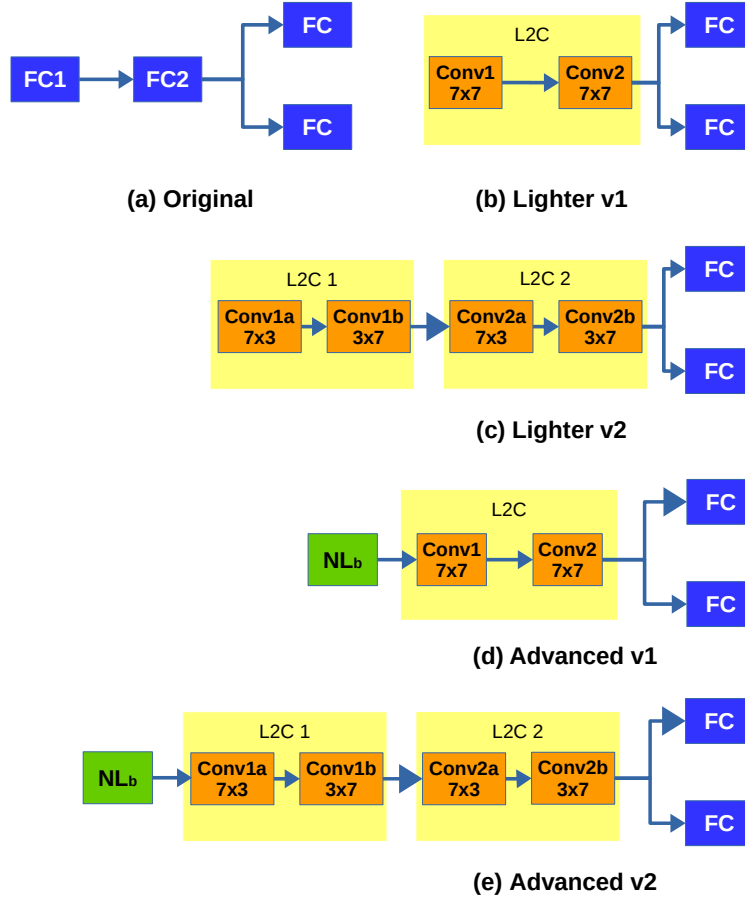 FC
FC1
FC2
FC
(a) Original
L2C
Conv1
7x7
Conv2
7x7
FC
FC
(b) Lighter v1
L2C 1
Conv1a
7x3
Conv1b
3x7
L2C 2
Conv2a
7x3
Conv2b
3x7
FC
FC
(c) Lighter v2
NLb
L2C
Conv1
7x7
Conv2
7x7
FC
FC
(d) Advanced v1
NLb
L2C 1
Conv1a
7x3
Conv1b
3x7
L2C 2
Conv2a
7x3
Conv2b
3x7
FC
FC
(e) Advanced v2